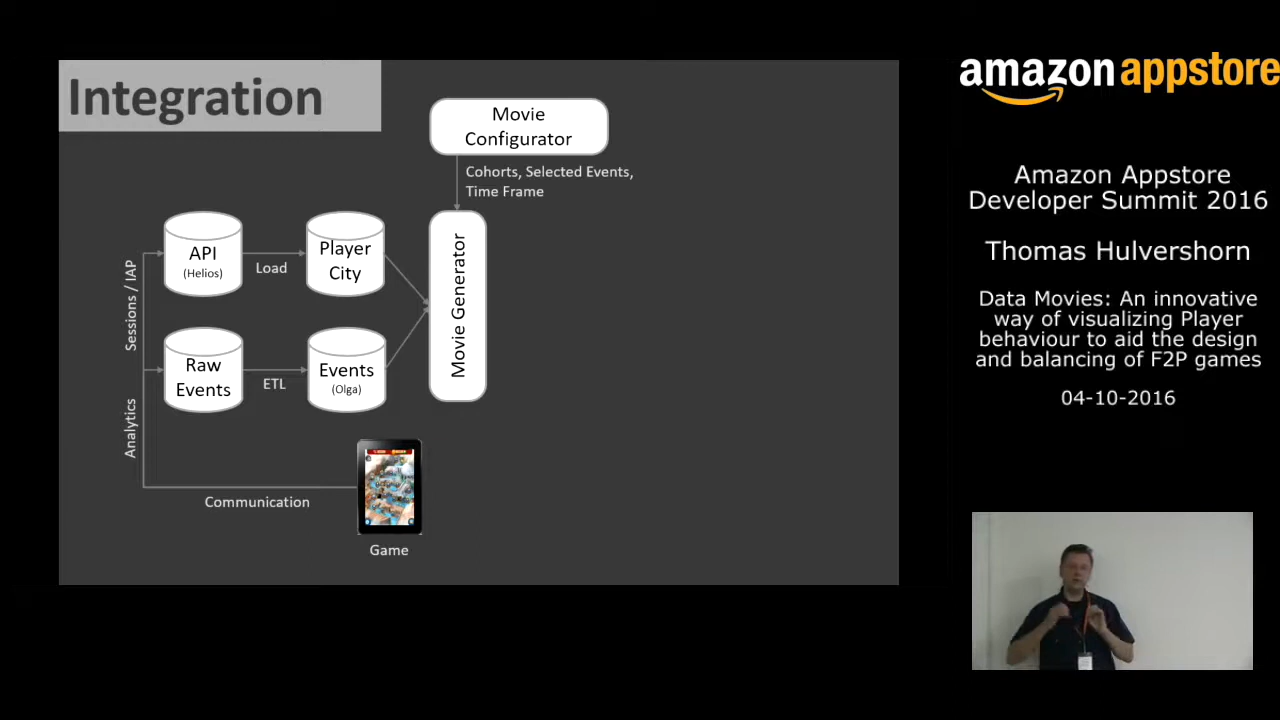 Integration
Movie
Configurator
Cohorts, Selected Events,
Time Frame
API
(Helios)
Load
Player
City
Movie Generator
Sessions / IAP
Raw
Events
ETL
Events
(Olga)
Analytics
Communication
Game
amazon appstore
Amazon Appstore
Developer Summit 2016
Thomas Hulvershorn
Data Movies: An innovative
way of visualizing Player
behaviour to aid the design
and balancing of F2P games
04-10-2016